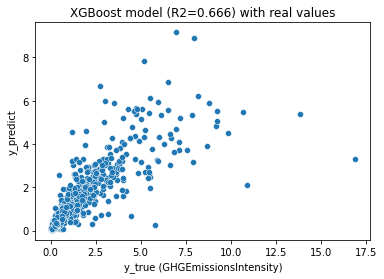 XGBoost model (R2=0.666) with real values
8
6
4
2
0
y_predict
0.0 2.5 5.0 7.5 10.0 12.5 15.0 17.5
y_true (GHGEmissionsIntensity)